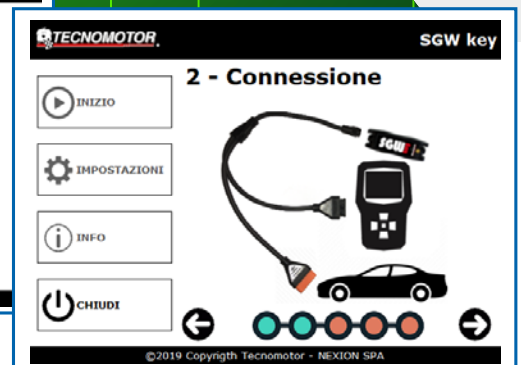 TECNOMOTOR.
SGW key
2 - Connessione
INIZIO
IMPOSTAZIONI
INFO
CHIUDI
SGW
©2019 Copyrigth Tecnomotor - NEXION SPA